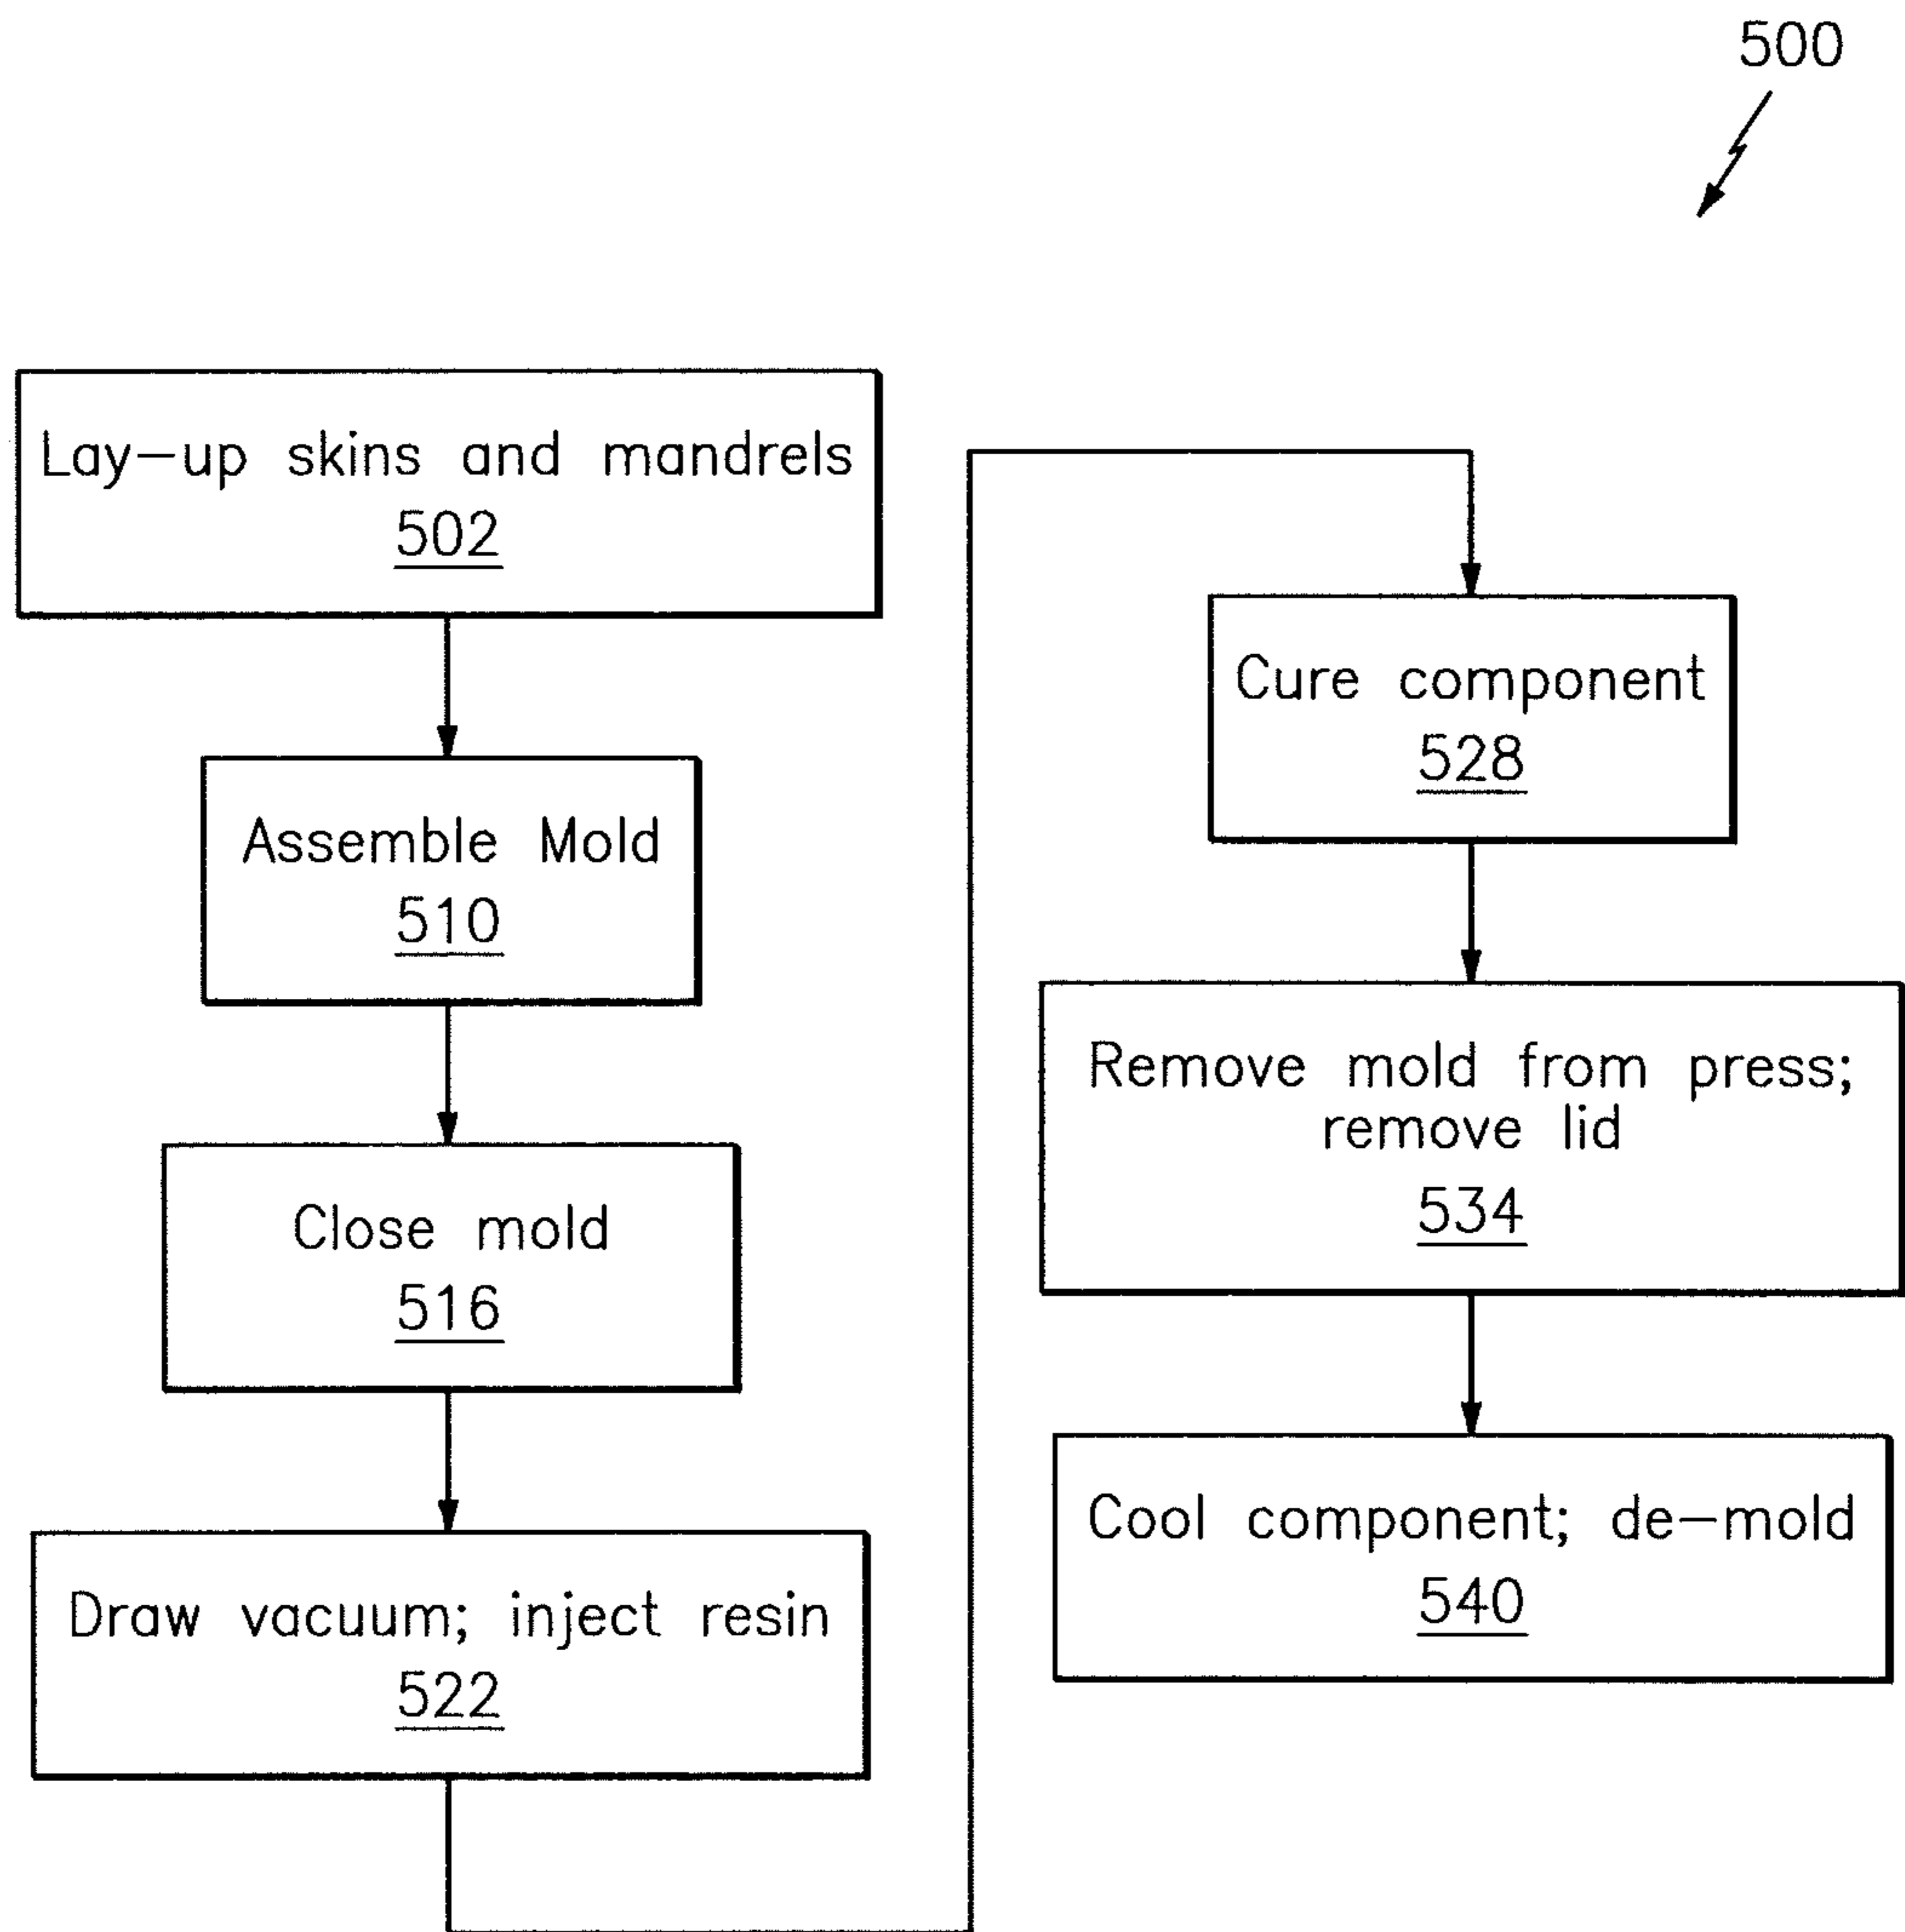 500
Lay-up skins and mandrels
502
Assemble Mold
510
Close mold
516
Draw vacuum; inject resin
522
Cure component
528
Remove mold from press;
remove lid
534
Cool component; de-mold
540